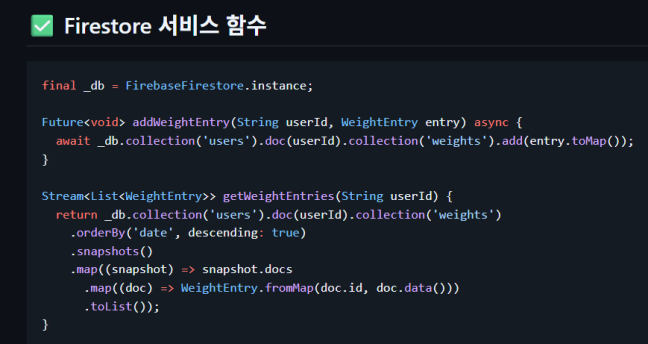 ✅ Firestore 서비스 함수
final _db = FirebaseFirestore.instance;
Future<void> addWeightEntry(String userId, WeightEntry entry) async {
  await _db.collection('users').doc(userId).collection('weights').add(entry.toMap());
}
Stream<List<WeightEntry>> getWeightEntries(String userId) {
  return _db.collection('users').doc(userId).collection('weights')
    .orderBy('date', descending: true)
    .snapshots()
    .map((snapshot) => snapshot.docs
      .map((doc) => WeightEntry.fromMap(doc.id, doc.data()))
      .toList());
}